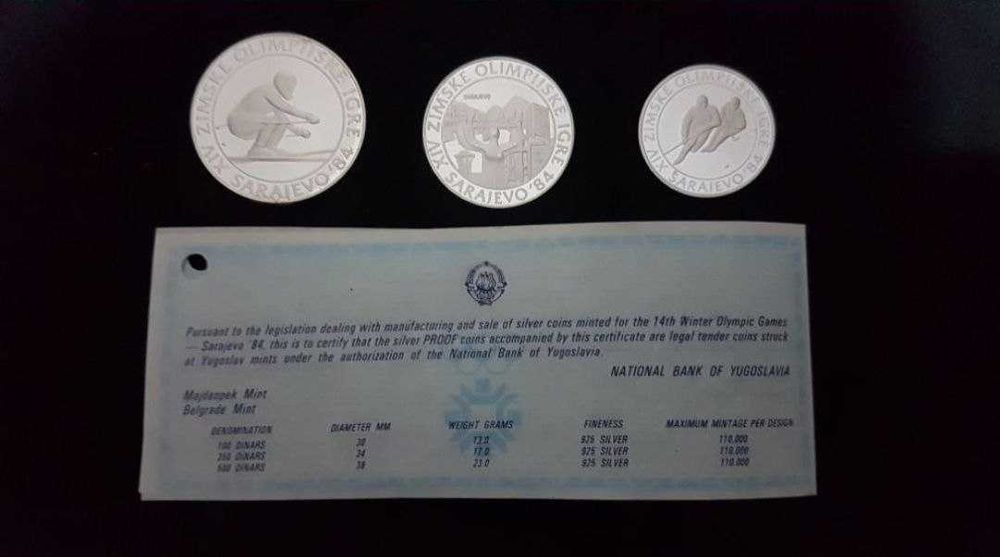 XIV ZIMSKE OLIMPIJSKE IGRE
SARAJEVO '84
XIV ZIMSKE OLIMPIJSKE IGRE
SARAJEVO
SARAJEVO '84
XIV ZIMSKE OLIMPIJSKE IGRE
SARAJEVO '84
Pursuant to the legislation dealing with manufacturing and sale of silver coins minted for the 14th Winter Olympic Games
— Sarajevo '84, this is to certify that the silver PROOF coins accompanied by this certificate are legal tender coins struck
at Yugoslav mints under the authorization of the National Bank of Yugoslavia.
NATIONAL BANK OF YUGOSLAVIA
Majdanpek Mint
Belgrade Mint
DENOMINATION DIAMETER MM WEIGHT GRAMS FINENESS MAXIMUM MINTAGE PER DESIGN
100 DINARS 30 13.0 925 SILVER 110.000
250 DINARS 34 17.0 925 SILVER 110.000
500 DINARS 38 23.0 925 SILVER 110.000